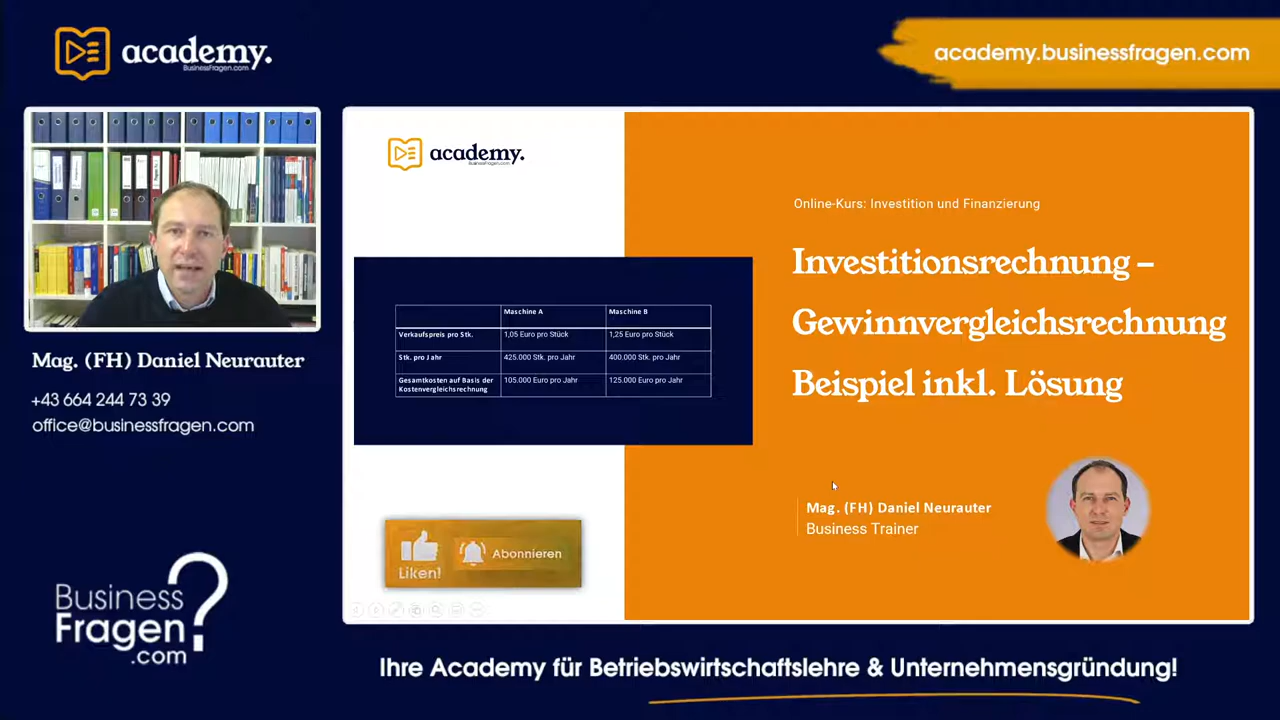 academy.
BusinessFragen.com
academy.businessfragen.com
Mag. (FH) Daniel Neurauter
+43 664 244 73 39
office@businessfragen.com
Business
Fragen?
.com
academy.
BusinessFragen.com
Maschine A Maschine B
Verkaufspreis pro Stk. 1,05 Euro pro Stück 1,25 Euro pro Stück
Stk. pro Jahr 425.000 Stk. pro Jahr 400.000 Stk. pro Jahr
Gesamtkosten auf Basis der 105.000 Euro pro Jahr 125.000 Euro pro Jahr
Kostenvergleichsrechnung
Liken!
Abonnieren
Online-Kurs: Investition und Finanzierung
Investitionsrechnung –
Gewinnvergleichsrechnung
Beispiel inkl. Lösung
Mag. (FH) Daniel Neurauter
Business Trainer
Ihre Academy für Betriebswirtschaftslehre & Unternehmensgründung!